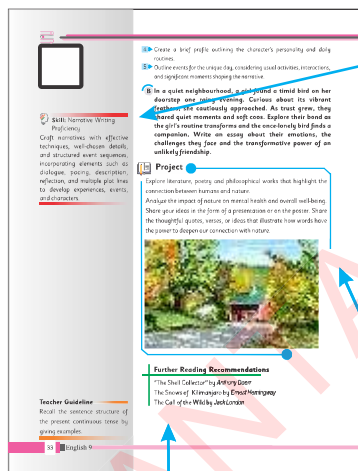 4 Create a brief profile outlining the character's personality and daily
routines.
5 Outline events for the unique day, considering usual activities, interactions,
and significant moments shaping the narrative.
B In a quiet neighbourhood, a girl found a timid bird on her
doorstep one rainy evening. Curious about its vibrant
feathers, she cautiously approached. As trust grew, they
shared quiet moments and soft coos. Explore their bond as
the girl's routine transforms and the once-lonely bird finds a
companion. Write an essay about their emotions, the
challenges they face and the transformative power of an
unlikely friendship.
Skill: Narrative Writing
Proficiency
Craft narratives with effective
techniques, well-chosen details,
and structured event sequences,
incorporating elements such as
dialogue, pacing, description,
reflection, and multiple plot lines
to develop experiences, events,
and characters.
Project
Explore literature, poetry and philosophical works that highlight the
connection between humans and nature.
Analyse the impact of nature on mental health and overall well-being.
Share your ideas in the form of a presentation or on the poster. Share
the thoughtful quotes, verses, or ideas that illustrate how words have
the power to deepen our connection with nature.
Further Reading Recommendations
"The Shell Collector" by Anthony Doerr
The Snows of Kilimanjaro by Ernest Hemingway
The Call of the Wild by Jack London
Teacher Guideline
Recall the sentence structure of
the present continuous tense by
giving examples.
33 English 9